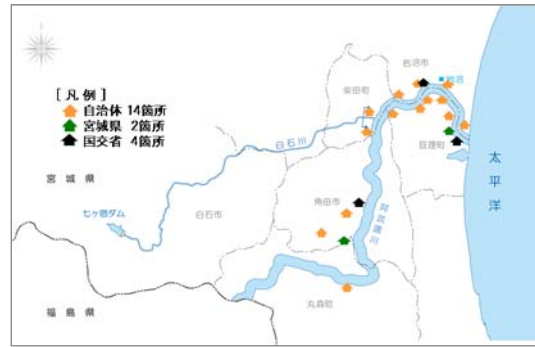 岩沼市
岩沼
柴田町
[凡例]
自治体 14箇所
宮城県 2箇所
国交省 4箇所
白石川
亘理町
太平洋
宮城県
七ヶ宿ダム
白石市
角田市
阿武隈川
丸森町
福島県